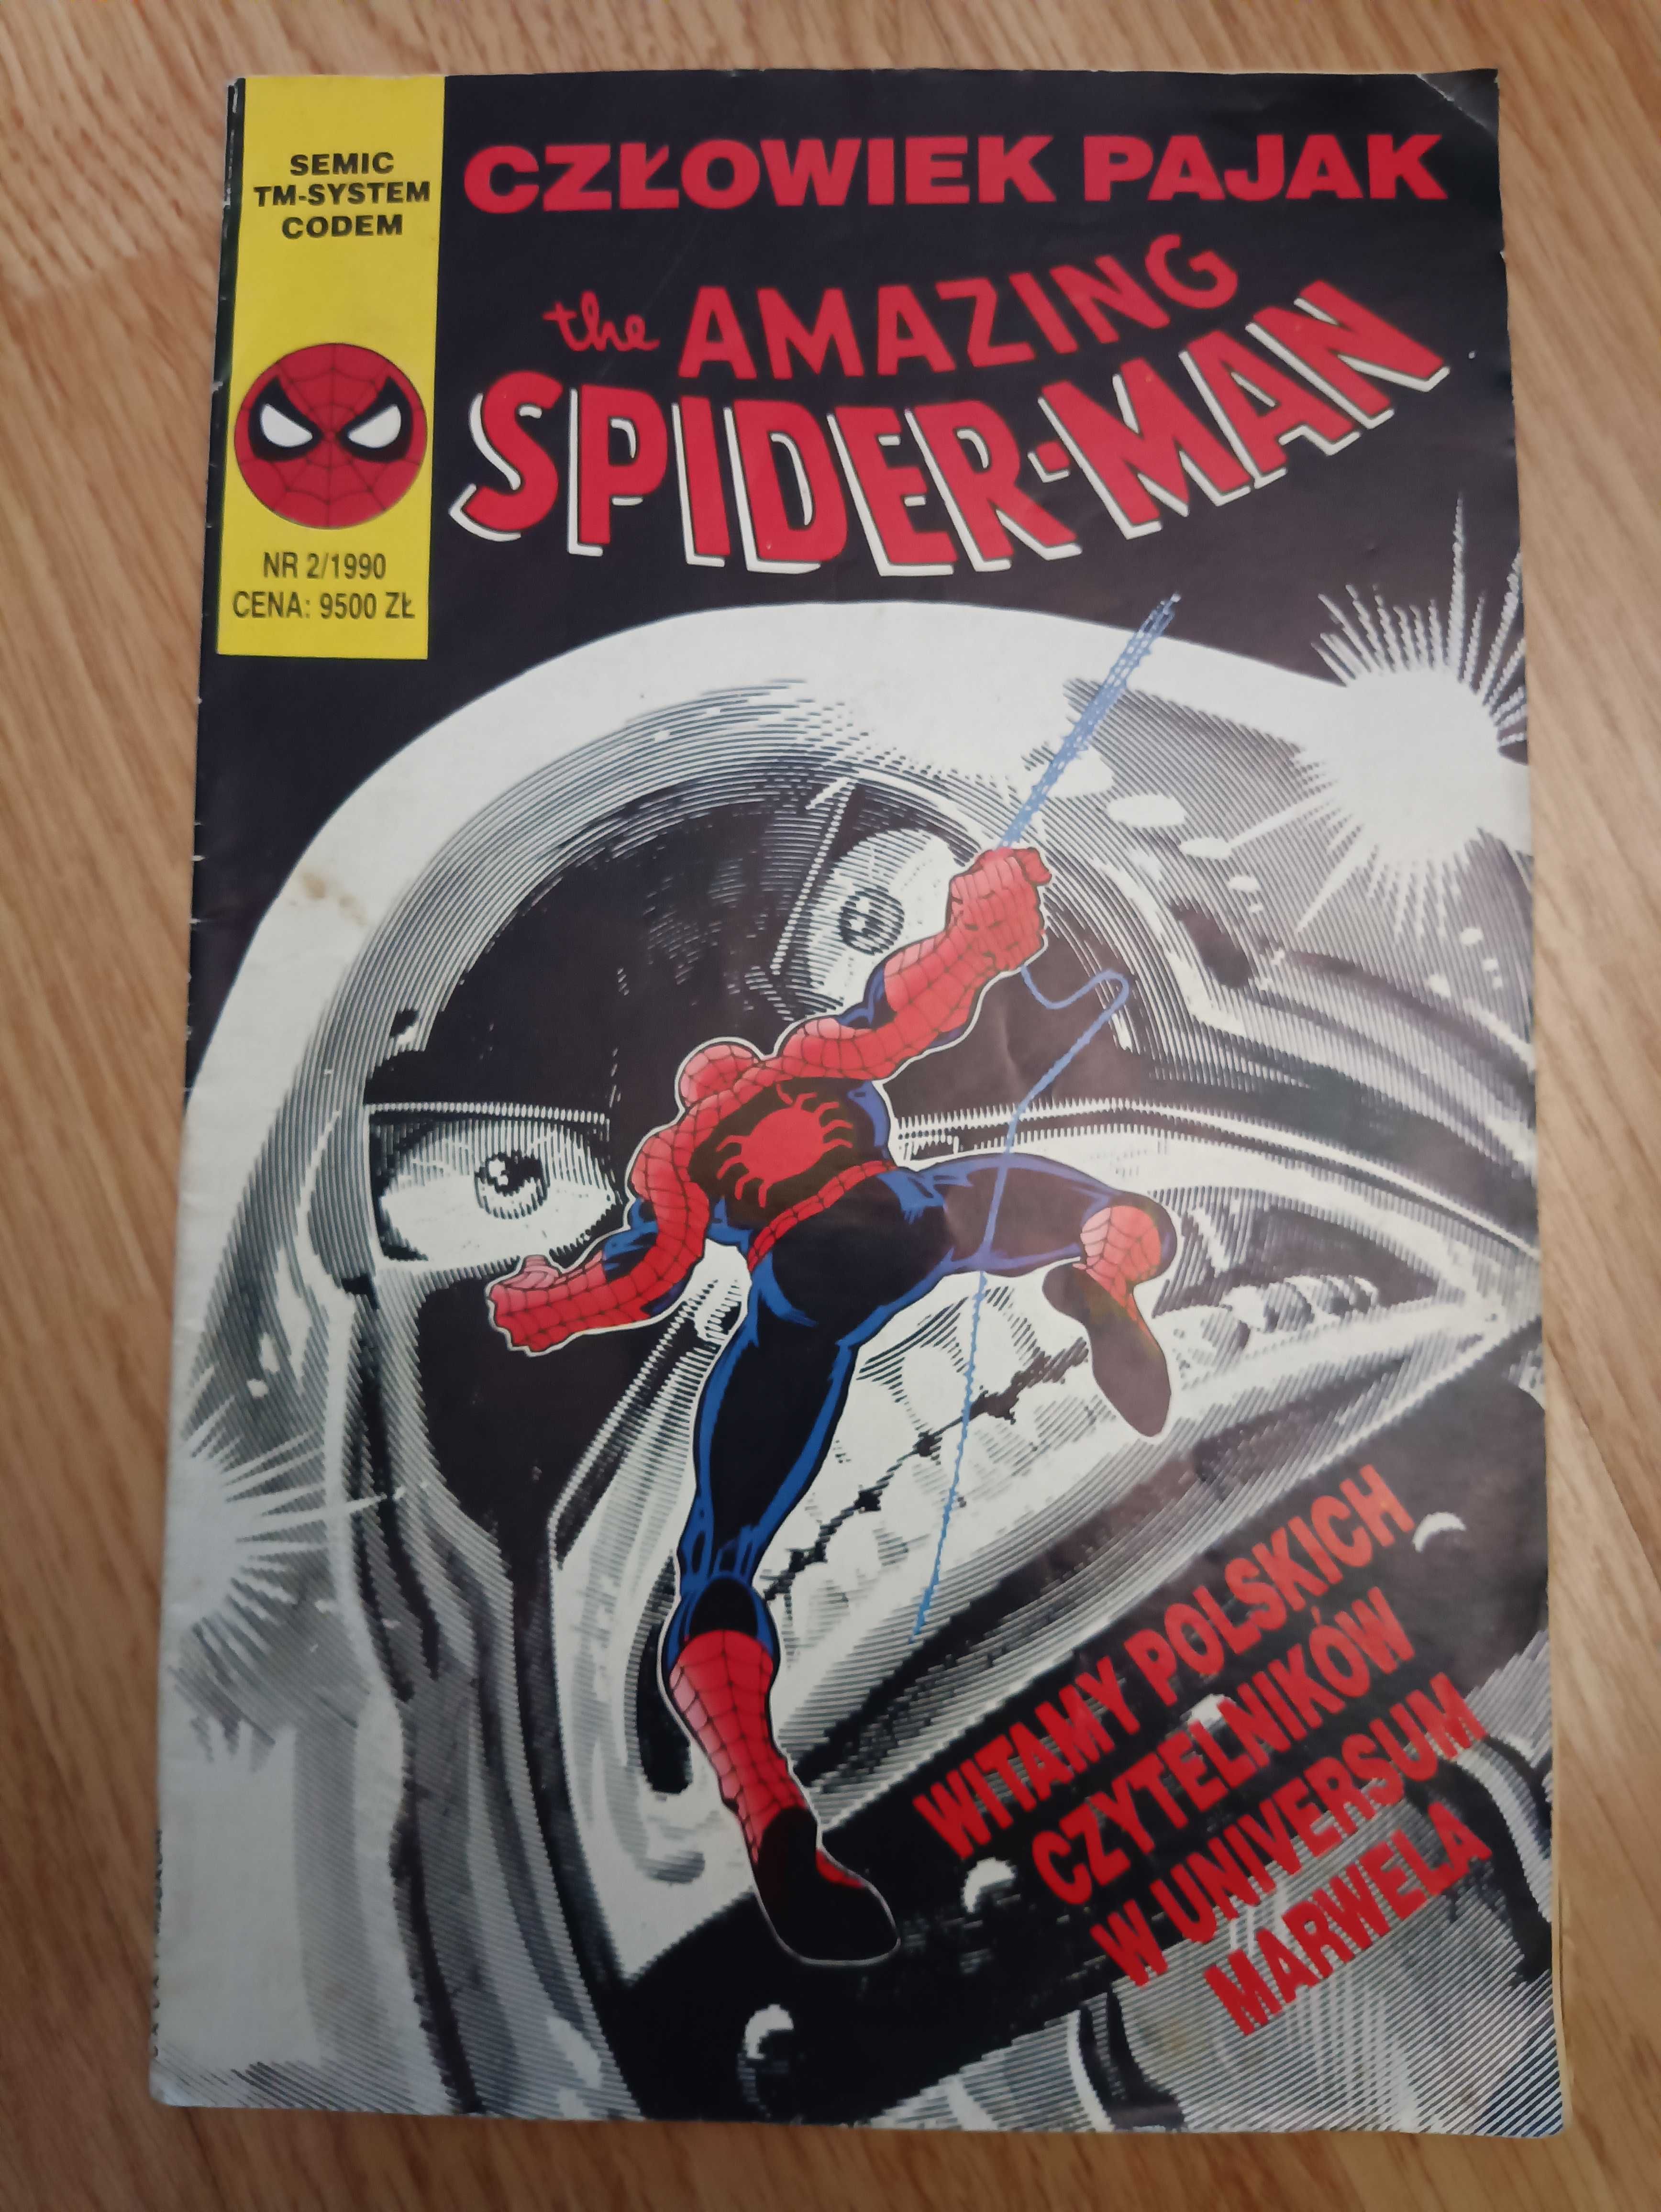 SEMIC
TM-SYSTEM
CODEM
NR 2/1990
CENA: 9500 ZŁ
CZŁOWIEK PAJAK
the AMAZING
SPIDER-MAN
WITAMY POLSKICH
CZYTELNIKÓW
W UNIVERSUM
MARWELA